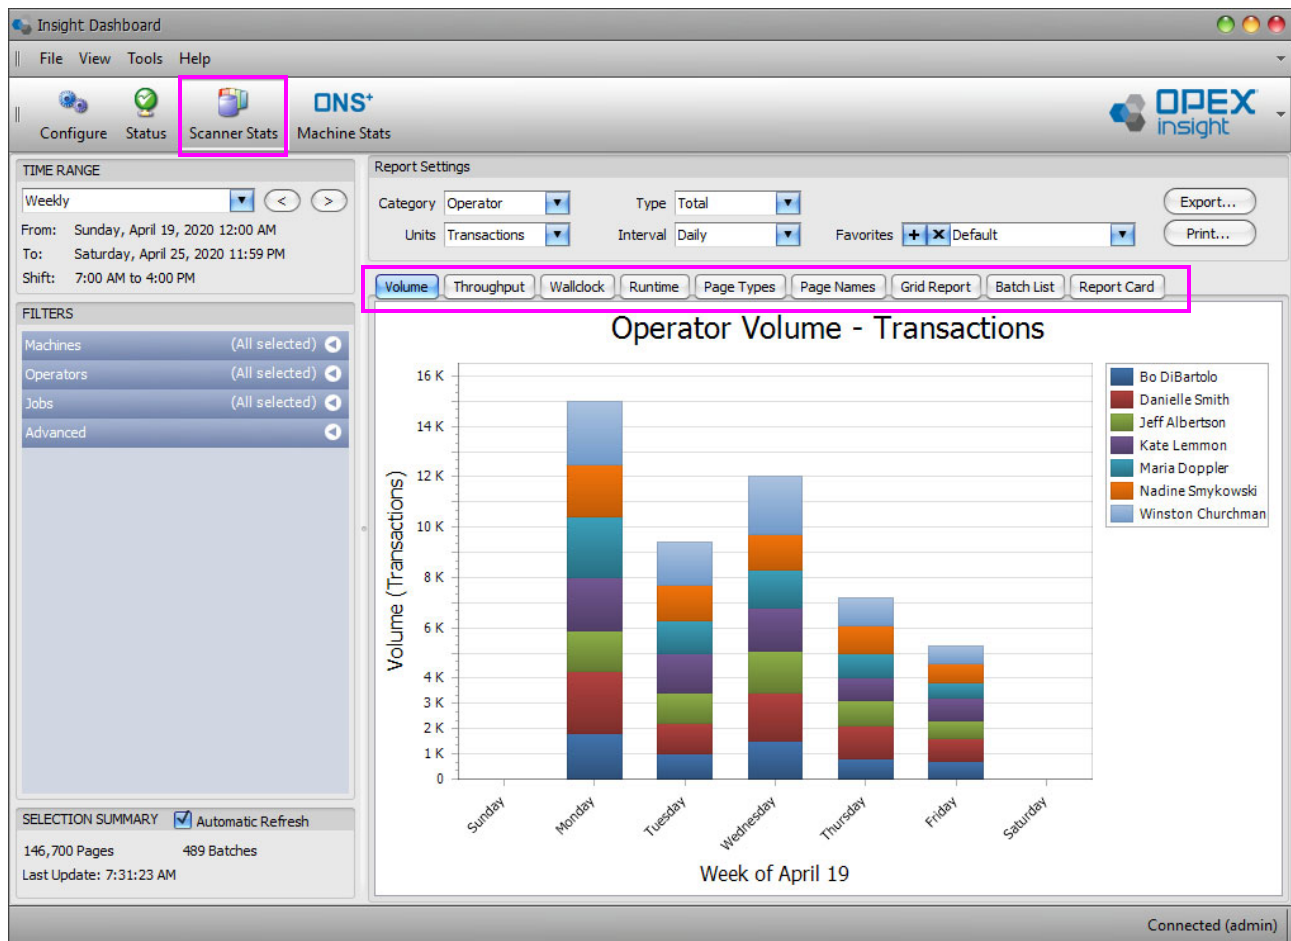 Insight Dashboard
File View Tools Help
Configure Status Scanner Stats ONS+ Machine Stats
OPEX insight
TIME RANGE
Weekly < >
From: Sunday, April 19, 2020 12:00 AM
To: Saturday, April 25, 2020 11:59 PM
Shift: 7:00 AM to 4:00 PM
FILTERS
Machines (All selected)
Operators (All selected)
Jobs (All selected)
Advanced
SELECTION SUMMARY Automatic Refresh
146,700 Pages 489 Batches
Last Update: 7:31:23 AM
Report Settings
Category Operator Type Total Export...
Units Transactions Interval Daily Favorites Default Print...
Volume Throughput Wallclock Runtime Page Types Page Names Grid Report Batch List Report Card
Operator Volume - Transactions
Volume (Transactions)
16 K
14 K
12 K
10 K
8 K
6 K
4 K
3 K
2 K
1 K
0
Sunday Monday Tuesday Wednesday Thursday Friday Saturday
Week of April 19
Bo DiBartolo
Danielle Smith
Jeff Albertson
Kate Lemmon
Maria Doppler
Nadine Smykowski
Winston Churchman
Connected (admin)